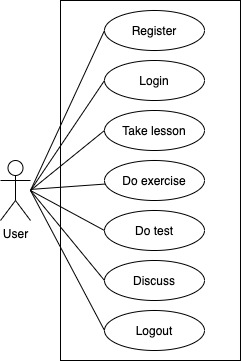 Register
Login
Take lesson
Do exercise
User
Do test
Discuss
Logout